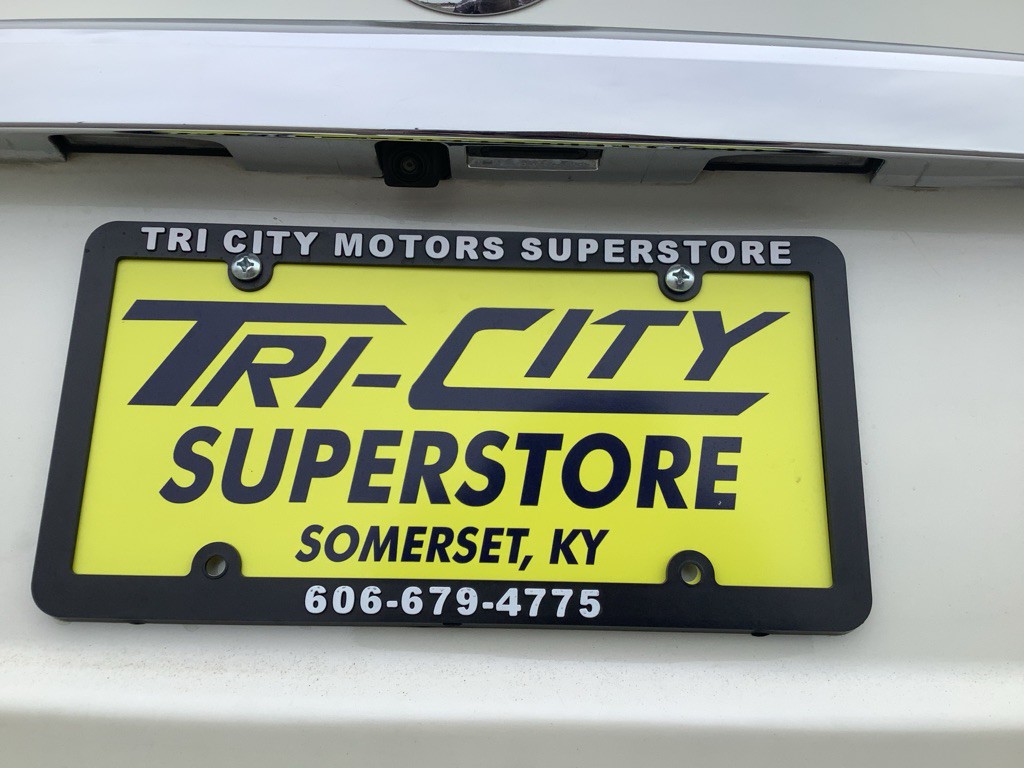 TRI CITY MOTORS SUPERSTORE
TRI-CITY
SUPERSTORE
SOMERSET, KY
606-679-4775